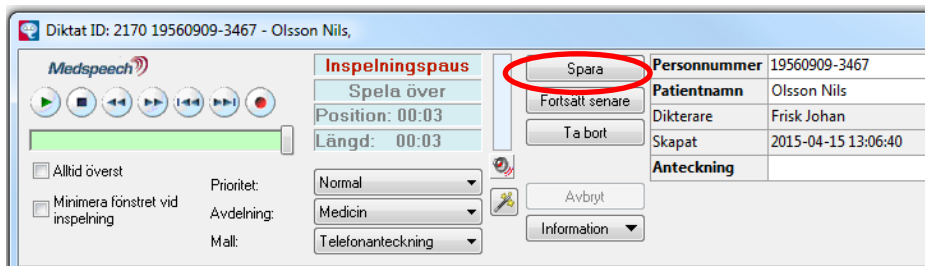 Diktat ID: 2170 19560909-3467 - Olsson Nils,
Medspeech
Inspelningspaus
Spela över
Position: 00:03
Längd: 00:03
Alltid överst
Minimera fönstret vid
inspelning
Prioritet: Normal
Avdelning: Medicin
Mall: Telefonanteckning
Spara
Fortsätt senare
Ta bort
Avbryt
Information
Personnummer 19560909-3467
Patientnamn Olsson Nils
Dikterare Frisk Johan
Skapat 2015-04-15 13:06:40
Anteckning